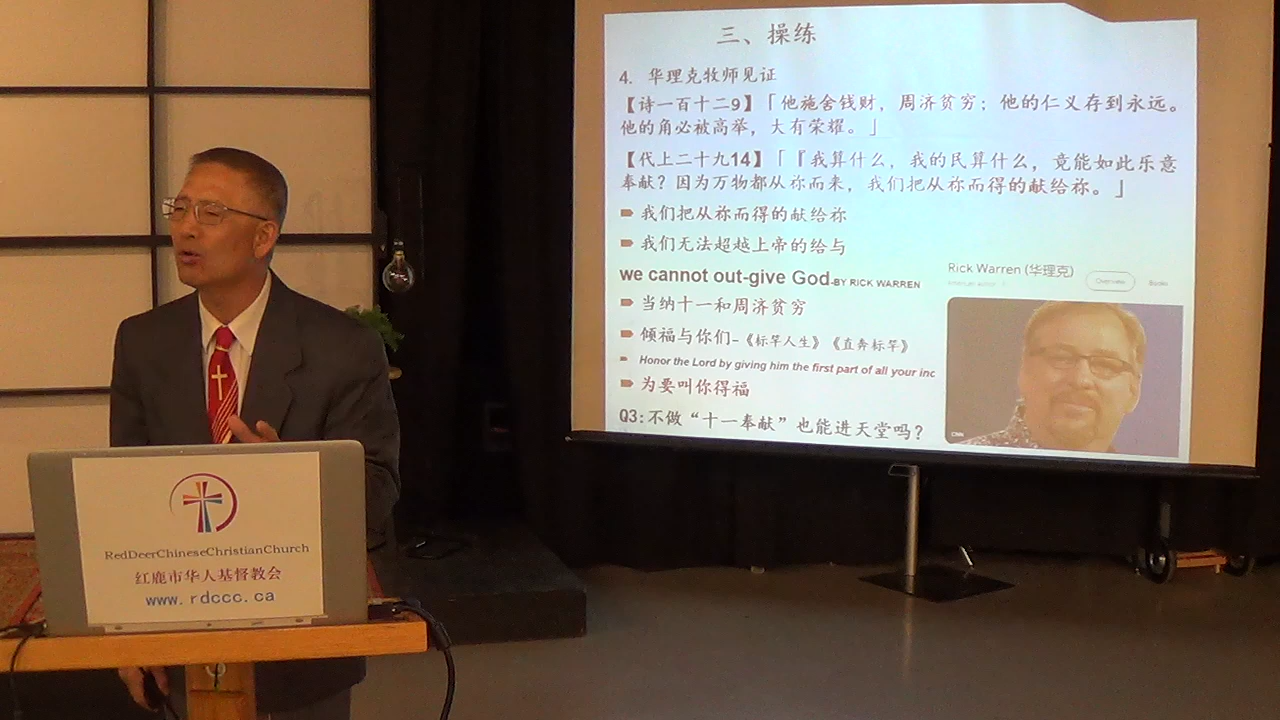 三、操练
4. 华理克牧师见证
【诗一百十二9】「他施舍钱财，周济贫穷；他的仁义存到永远。
他的角必被高举，大有荣耀。」
【代上二十九14】「『我算什么，我的民算什么，竟能如此乐意
奉献？因为万物都从祢而来，我们把从祢而得的献给祢。」
我们把从祢而得的献给祢
我们无法超越上帝的给与
we cannot out-give God-BY RICK WARREN
当纳十一和周济贫穷
倾福与你们-《标竿人生》《直奔标竿》
Honor the Lord by giving him the first part of all your inc
为要叫你得福
Q3:不做“十一奉献”也能进天堂吗？
Rick Warren (华理克)
Overview
Books
CNN
RedDeerChineseChristianChurch
红鹿市华人基督教会
www.rdccc.ca